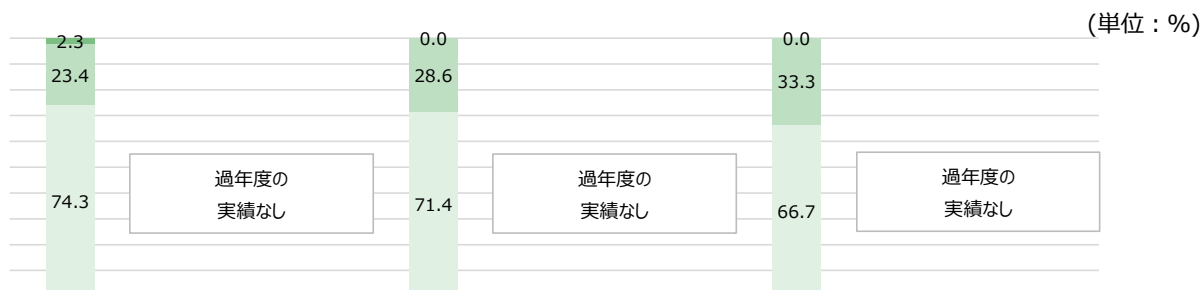 (単位：%)
2.3
0.0
0.0
23.4
28.6
33.3
過年度の
実績なし
過年度の
実績なし
過年度の
実績なし
74.3
71.4
66.7